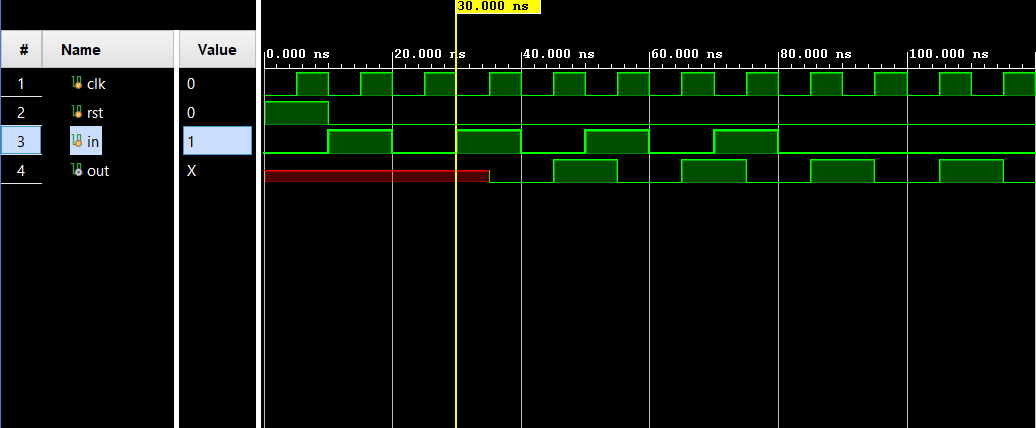 30.000 ns
# Name Value
0.000 ns 20.000 ns 40.000 ns 60.000 ns 80.000 ns 100.000 ns
1 clk 0
2 rst 0
3 in 1
4 out X